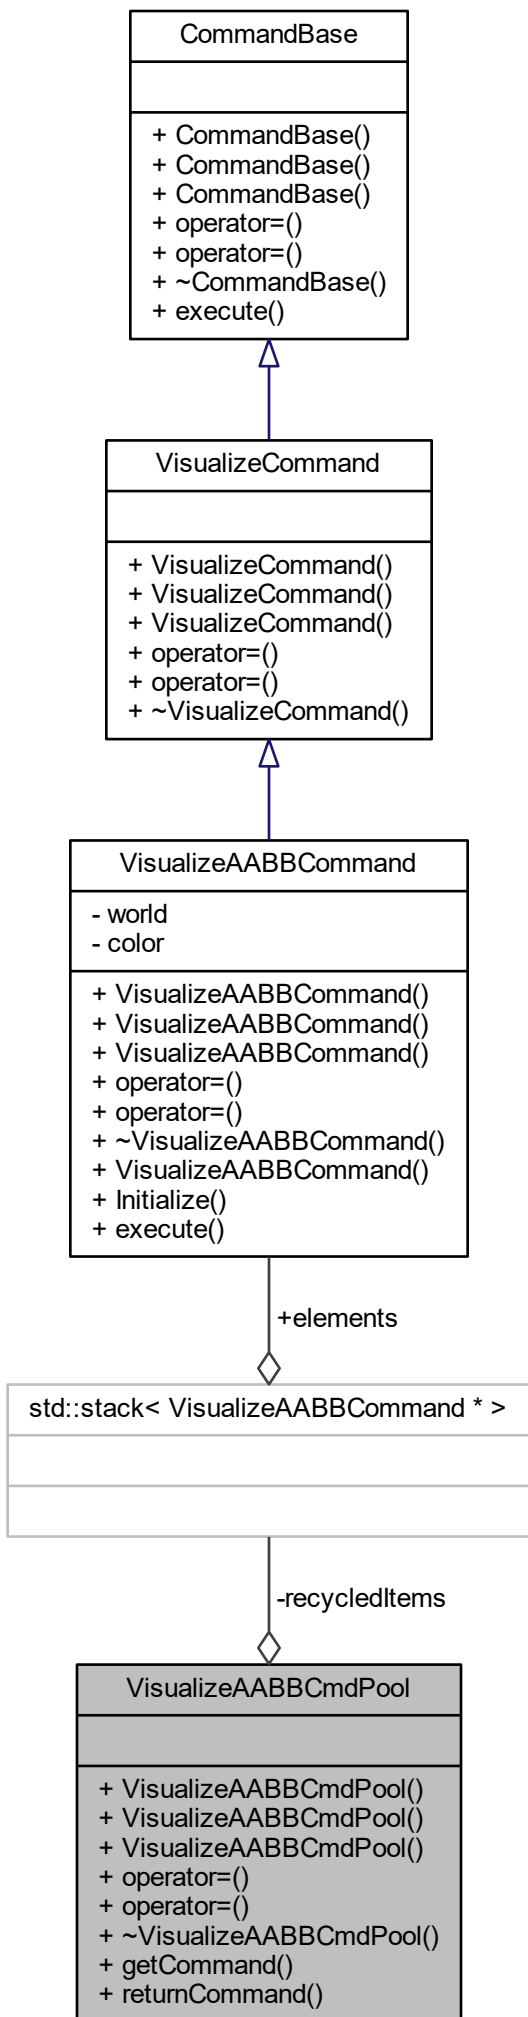 CommandBase
+ CommandBase()
+ CommandBase()
+ CommandBase()
+ operator=()
+ operator=()
+ ~CommandBase()
+ execute()
VisualizeCommand
+ VisualizeCommand()
+ VisualizeCommand()
+ VisualizeCommand()
+ operator=()
+ operator=()
+ ~VisualizeCommand()
VisualizeAABBCommand
- world
- color
+ VisualizeAABBCommand()
+ VisualizeAABBCommand()
+ VisualizeAABBCommand()
+ operator=()
+ operator=()
+ ~VisualizeAABBCommand()
+ VisualizeAABBCommand()
+ Initialize()
+ execute()
+elements
std::stack< VisualizeAABBCommand * >
-recycledItems
VisualizeAABBCmdPool
+ VisualizeAABBCmdPool()
+ VisualizeAABBCmdPool()
+ VisualizeAABBCmdPool()
+ operator=()
+ operator=()
+ ~VisualizeAABBCmdPool()
+ getCommand()
+ returnCommand()